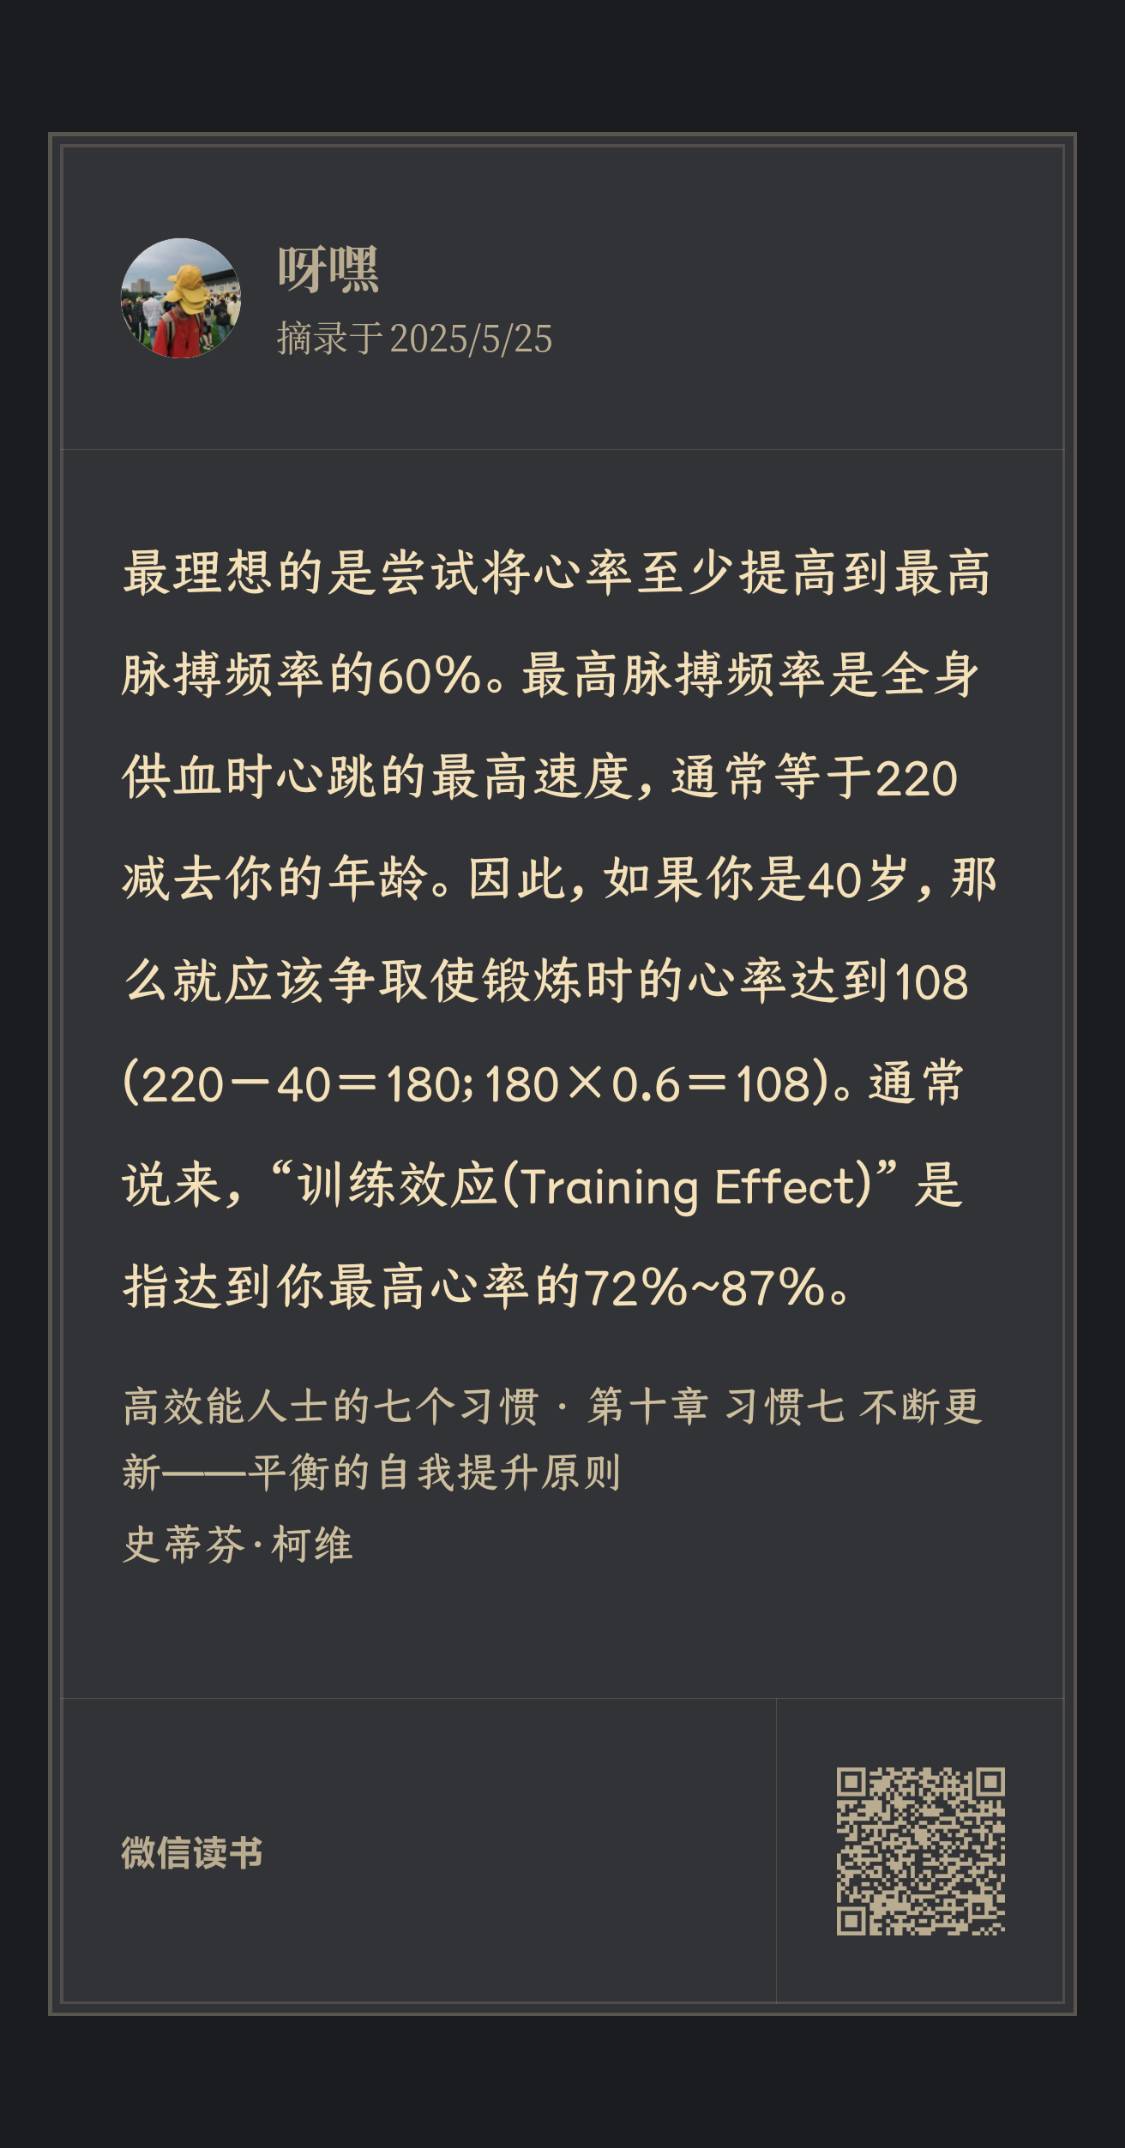 呀嘿
摘录于2025/5/25
最理想的是尝试将心率至少提高到最高
脉搏频率的60%。最高脉搏频率是全身
供血时心跳的最高速度，通常等于220
减去你的年龄。因此，如果你是40岁，那
么就应该争取使锻炼时的心率达到108
(220－40＝180; 180×0.6＝108)。通常
说来，“训练效应(Training Effect)”是
指达到你最高心率的72%~87%。
高效能人士的七个习惯 · 第十章 习惯七 不断更
新——平衡的自我提升原则
史蒂芬·柯维
微信读书